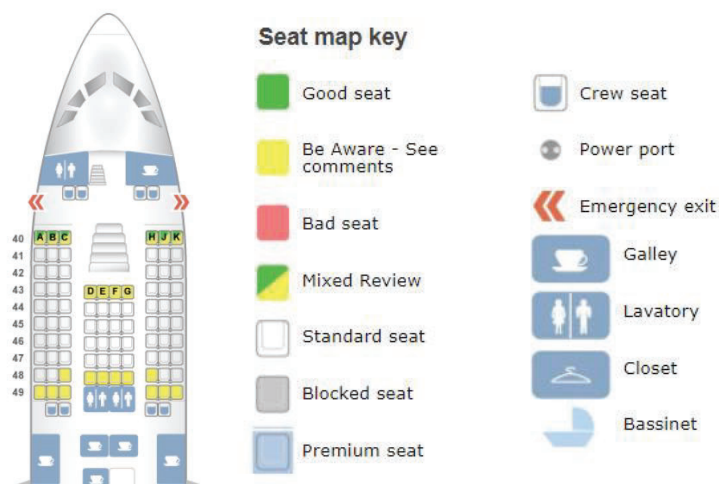 Seat map key
Good seat
Be Aware - See
comments
Bad seat
Mixed Review
Standard seat
Blocked seat
Premium seat
Crew seat
Power port
Emergency exit
Galley
Lavatory
Closet
Bassinet
40 A B C H J K
41
42
43 D E F G
44
45
46
47
48
49